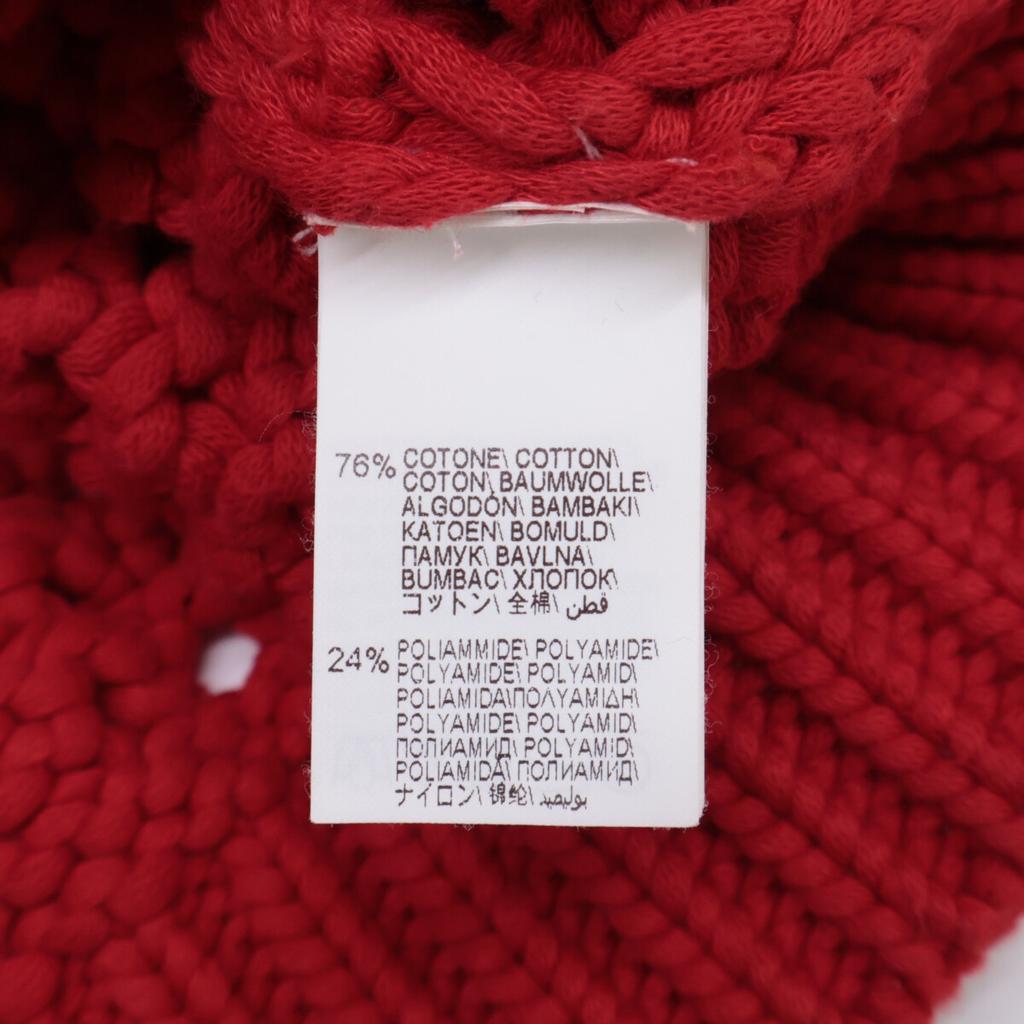 76% COTONE\ COTTON\
COTON\ BAUMWOLLE\
ALGODÓN\ BAMBAKI\
KATOEN\ BOMULD\
ПАМУК\ BAVLNA\
BUMBAC\ ХЛОПОК\
コットン\ 全棉\ قطن
24% POLIAMMIDE\ POLYAMIDE\
POLYAMIDE\ POLYAMID\
POLIAMIDA\ΠΟΛΥΑΜΙΔΗ\
POLYAMIDE\ POLYAMID\
ПОЛИАМИД\ POLYAMID\
POLIAMIDA\ ПОЛИАМИД\
ナイロン\ 锦纶\ بوليصيد